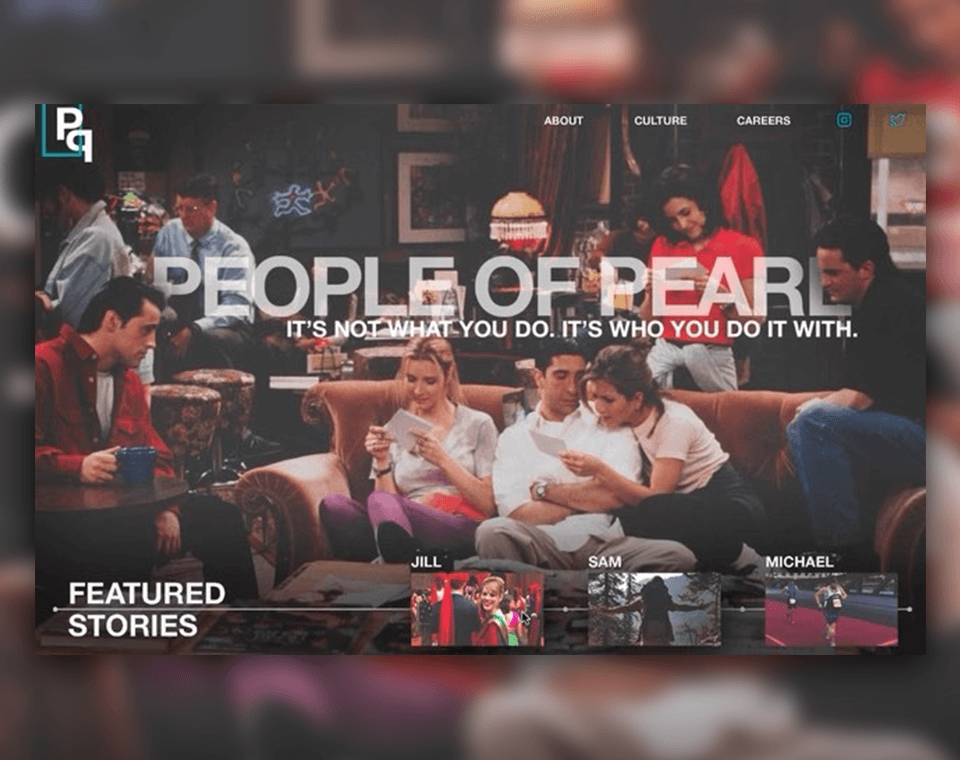 Pp
ABOUT CULTURE CAREERS
PEOPLE OF PEARL
IT'S NOT WHAT YOU DO. IT'S WHO YOU DO IT WITH.
JILL SAM MICHAEL
FEATURED
STORIES